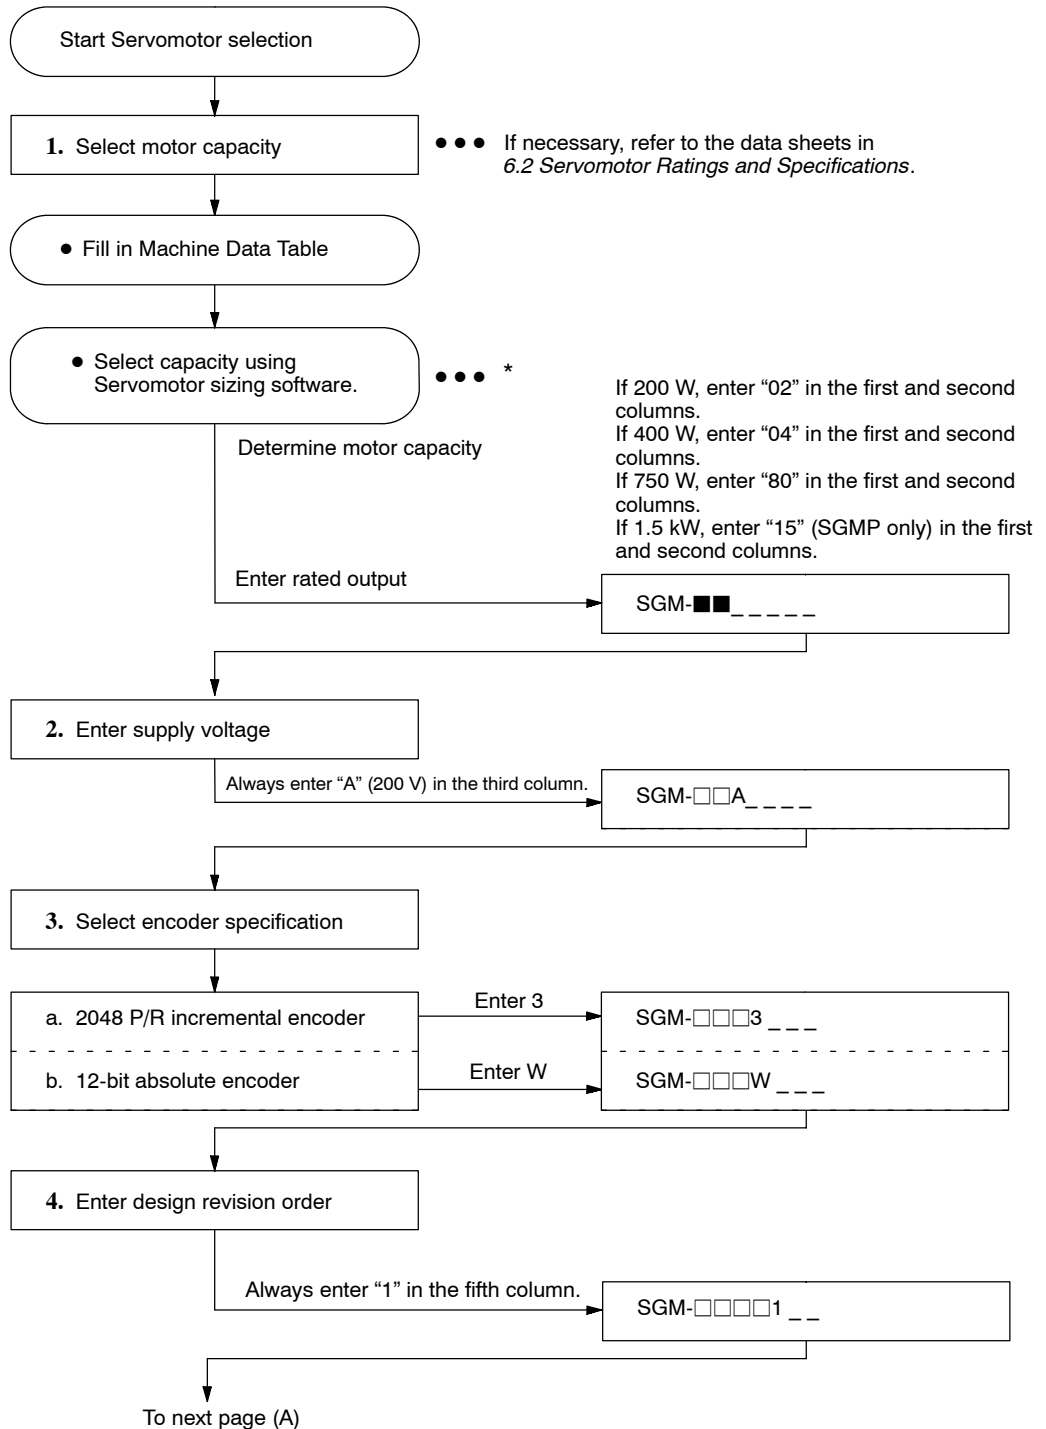 Start Servomotor selection
1. Select motor capacity
● ● ● If necessary, refer to the data sheets in
6.2 Servomotor Ratings and Specifications.
● Fill in Machine Data Table
● Select capacity using
Servomotor sizing software.
● ● ● *
Determine motor capacity
If 200 W, enter “02” in the first and second
columns.
If 400 W, enter “04” in the first and second
columns.
If 750 W, enter “80” in the first and second
columns.
If 1.5 kW, enter “15” (SGMP only) in the first
and second columns.
Enter rated output
SGM-■■_ _ _ _ _
2. Enter supply voltage
Always enter “A” (200 V) in the third column.
SGM-□□A_ _ _ _
3. Select encoder specification
a. 2048 P/R incremental encoder
Enter 3
SGM-□□□3 _ _ _
b. 12-bit absolute encoder
Enter W
SGM-□□□W _ _ _
4. Enter design revision order
Always enter “1” in the fifth column.
SGM-□□□□1 _ _
To next page (A)